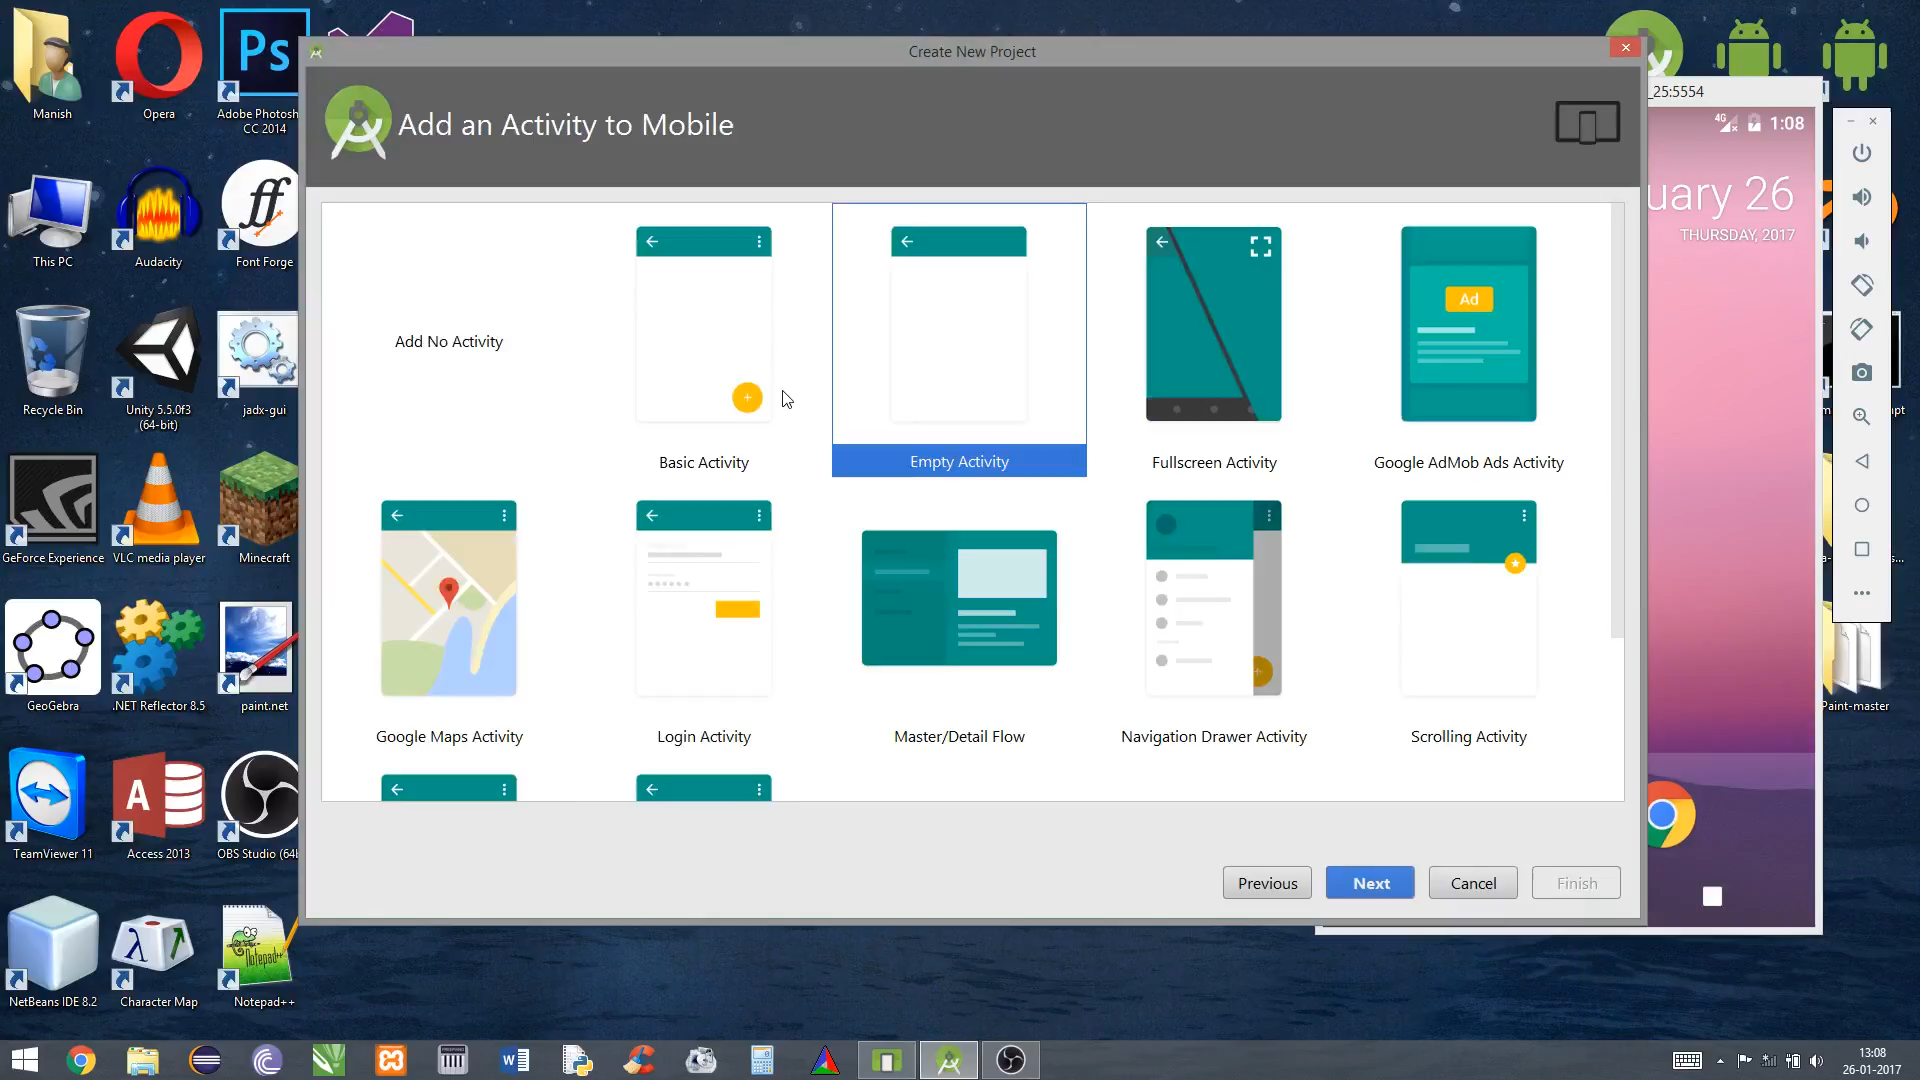 Create New Project
Add an Activity to Mobile
Add No Activity
Basic Activity
Empty Activity
Fullscreen Activity
Ad
Google AdMob Ads Activity
Google Maps Activity
Login Activity
Master/Detail Flow
Navigation Drawer Activity
Scrolling Activity
Previous
Next
Cancel
Finish
Manish
Opera
Ps
Adobe Photosh
CC 2014
This PC
Audacity
ff
Font Forge
Recycle Bin
Unity 5.5.0f3
(64-bit)
jadx-gui
GeForce Experience
VLC media player
Minecraft
GeoGebra
.NET Reflector 8.5
paint.net
TeamViewer 11
Access 2013
OBS Studio (64b
NetBeans IDE 8.2
Character Map
Notepad++
_25:5554
4G
1:08
uary 26
THURSDAY, 2017
Paint-master
13:08
26-01-2017